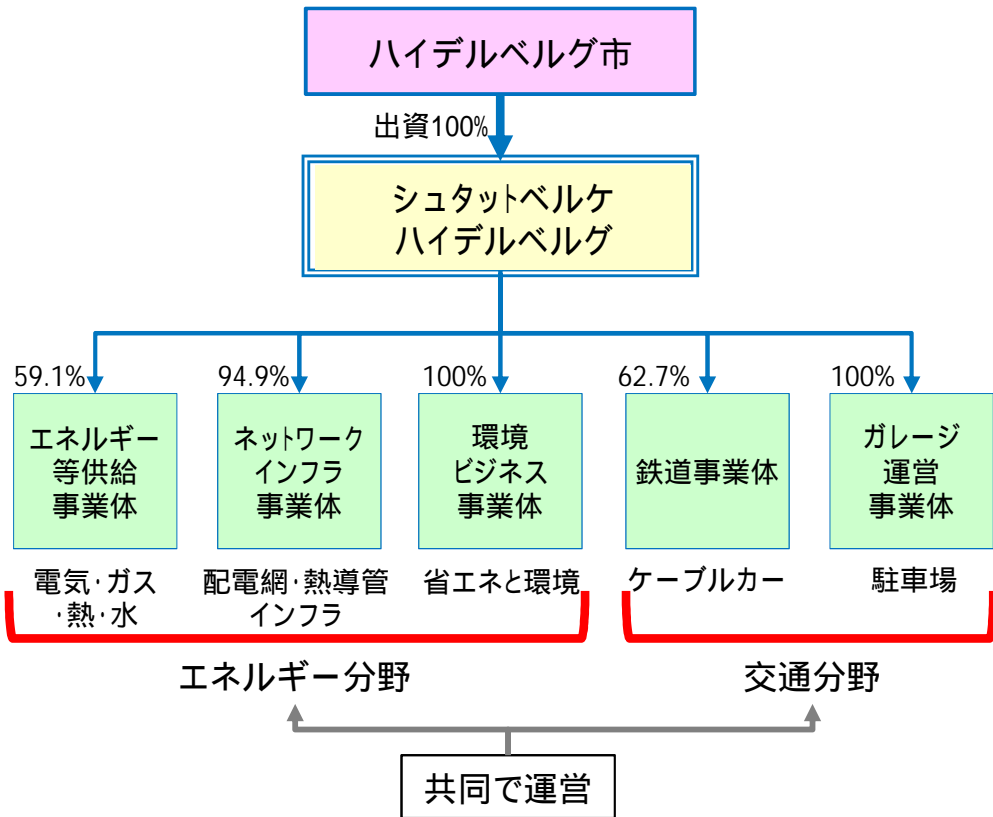 ハイデルベルグ市
出資100%
シュタットベルケ
ハイデルベルグ
59.1%
94.9%
100%
62.7%
100%
エネルギー
等供給
事業体
ネットワーク
インフラ
事業体
環境
ビジネス
事業体
鉄道事業体
ガレージ
運営
事業体
電気・ガス
・熱・水
配電網・熱導管
インフラ
省エネと環境
ケーブルカー
駐車場
エネルギー分野
交通分野
共同で運営